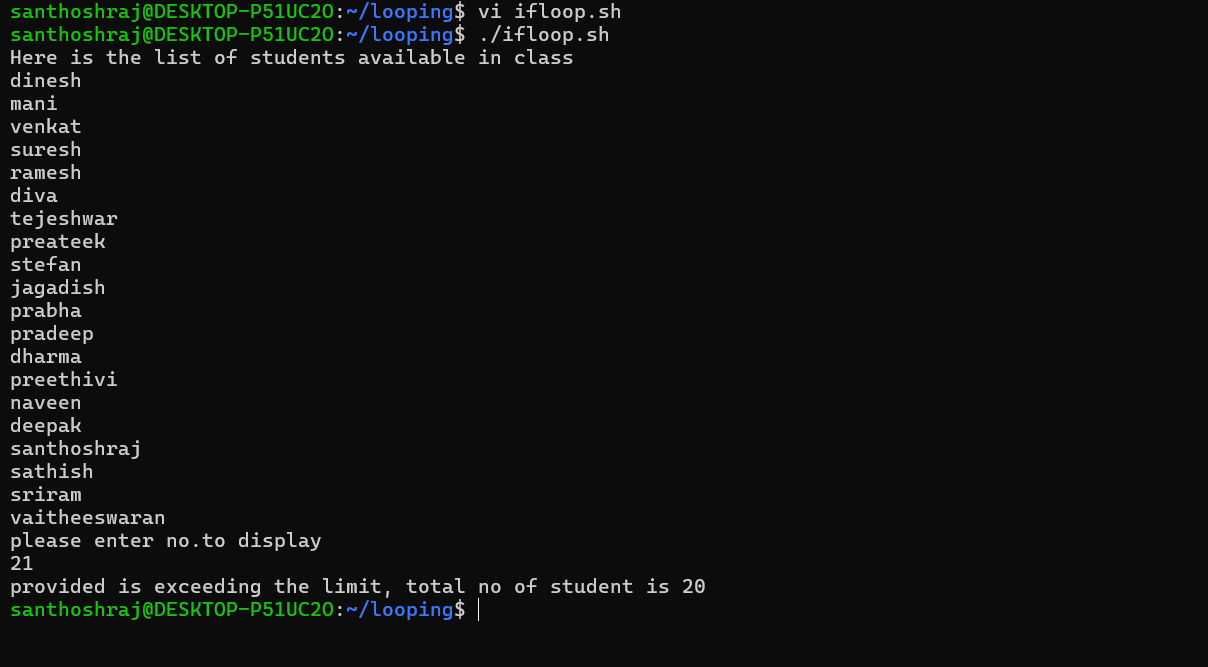 santhoshraj@DESKTOP-P51UC2O:~/looping$ vi ifloop.sh
santhoshraj@DESKTOP-P51UC2O:~/looping$ ./ifloop.sh
Here is the list of students available in class
dinesh
mani
venkat
suresh
ramesh
diva
tejeshwar
preateek
stefan
jagadish
prabha
pradeep
dharma
preethivi
naveen
deepak
santhoshraj
sathish
sriram
vaitheeswaran
please enter no.to display
21
provided is exceeding the limit, total no of student is 20
santhoshraj@DESKTOP-P51UC2O:~/looping$